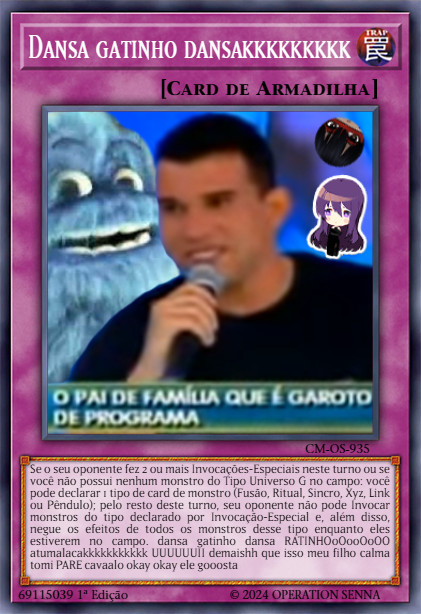 Dansa gatinho dansakkkkkkkkk
TRAP
罠
[Card de Armadilha]
O PAI DE FAMÍLIA QUE É GAROTO
DE PROGRAMA
CM-OS-935
Se o seu oponente fez 2 ou mais Invocações-Especiais neste turno ou se
você não possui nenhum monstro do Tipo Universo G no campo: você
pode declarar 1 tipo de card de monstro (Fusão, Ritual, Sincro, Xyz, Link
ou Pêndulo); pelo resto deste turno, seu oponente não pode Invocar
monstros do tipo declarado por Invocação-Especial e, além disso,
negue os efeitos de todos os monstros desse tipo enquanto eles
estiverem no campo. dansa gatinho dansa RATINHOoOooOoOO
atumalacakkkkkkkkkkk UUUUUUII demaishh que isso meu filho calma
tomi PARE cavaalo okay okay ele gooosta
69115039 1ª Edição
© 2024 OPERATION SENNA